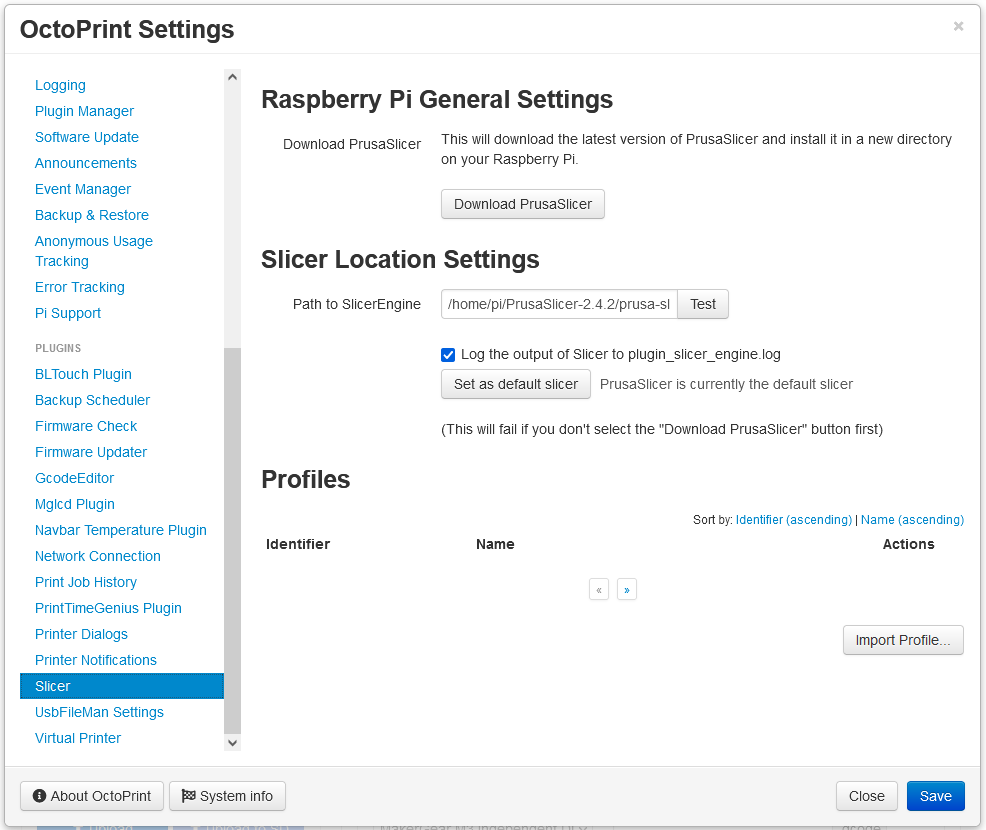 OctoPrint Settings
×
Logging
Plugin Manager
Software Update
Announcements
Event Manager
Backup & Restore
Anonymous Usage
Tracking
Error Tracking
Pi Support
PLUGINS
BLTouch Plugin
Backup Scheduler
Firmware Check
Firmware Updater
GcodeEditor
Mglcd Plugin
Navbar Temperature Plugin
Network Connection
Print Job History
PrintTimeGenius Plugin
Printer Dialogs
Printer Notifications
Slicer
UsbFileMan Settings
Virtual Printer
Raspberry Pi General Settings
Download PrusaSlicer
This will download the latest version of PrusaSlicer and install it in a new directory
on your Raspberry Pi.
Download PrusaSlicer
Slicer Location Settings
Path to SlicerEngine /home/pi/PrusaSlicer-2.4.2/prusa-sl Test
Log the output of Slicer to plugin_slicer_engine.log
Set as default slicer PrusaSlicer is currently the default slicer
(This will fail if you don't select the "Download PrusaSlicer" button first)
Profiles
Sort by: Identifier (ascending) | Name (ascending)
Identifier Name Actions
« »
Import Profile...
About OctoPrint System info Close Save